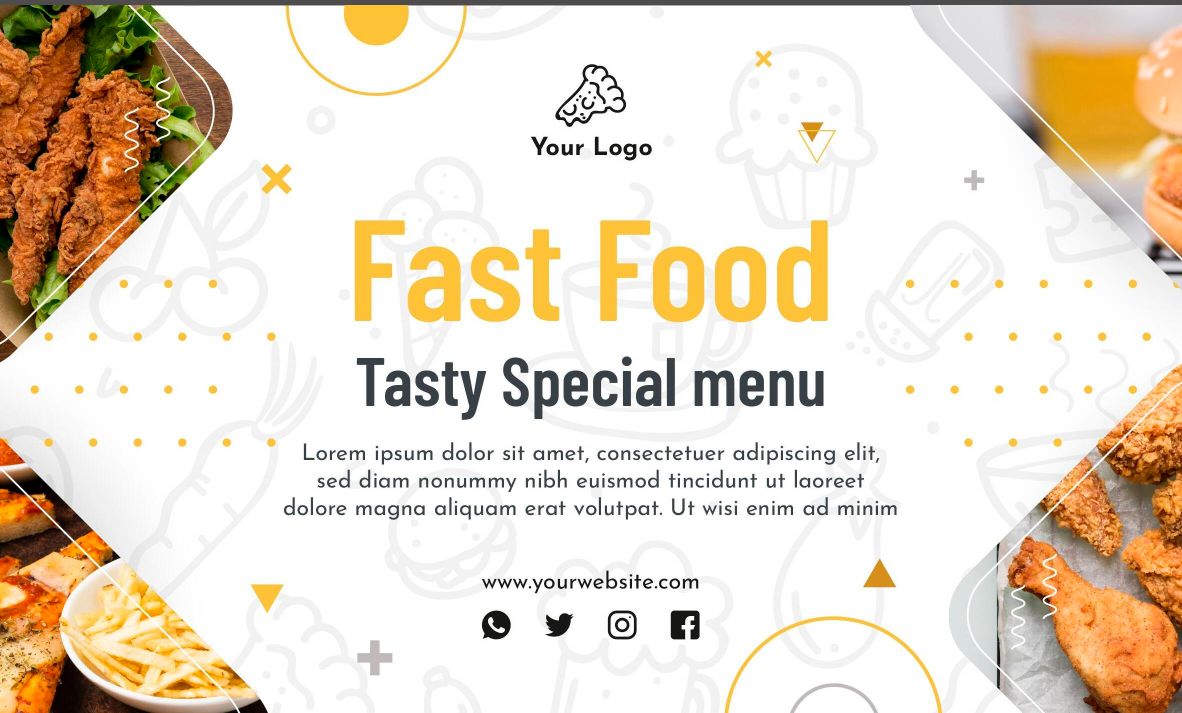 Your Logo
Fast Food
Tasty Special menu
Lorem ipsum dolor sit amet, consectetuer adipiscing elit,
sed diam nonummy nibh euismod tincidunt ut laoreet
dolore magna aliquam erat volutpat. Ut wisi enim ad minim
www.yourwebsite.com